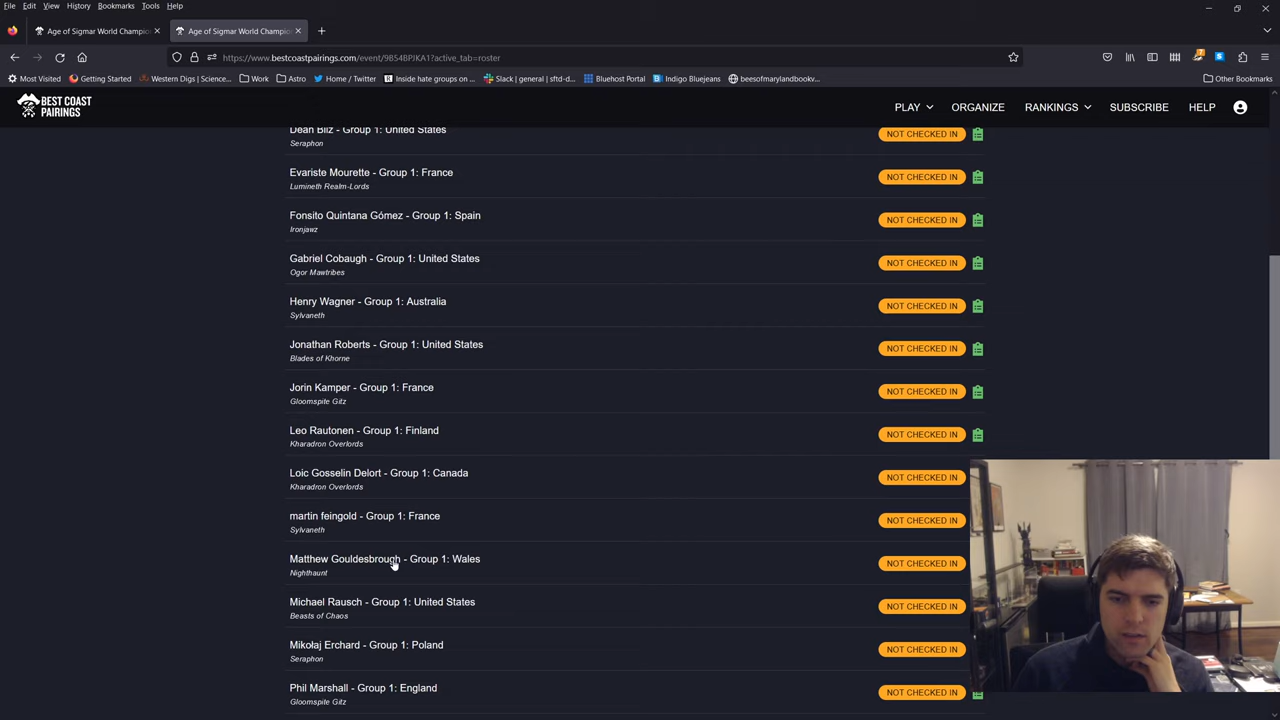 File Edit View History Bookmarks Tools Help
Age of Sigmar World Champion
Age of Sigmar World Champion
https://www.bestcoastpairings.com/event/9B54BPJKA1?active_tab=roster
Most Visited Getting Started Western Digs | Science... Work Astro Home / Twitter Inside hate groups on ... Slack | general | sftd-d... Bluehost Portal Indigo Bluejeans beesofmarylandbookv... Other Bookmarks
BEST COAST PAIRINGS
PLAY ORGANIZE RANKINGS SUBSCRIBE HELP
Dean Bilz - Group 1: United States
Seraphon
NOT CHECKED IN
Evariste Mourette - Group 1: France
Lumineth Realm-Lords
NOT CHECKED IN
Fonsito Quintana Gómez - Group 1: Spain
Ironjawz
NOT CHECKED IN
Gabriel Cobaugh - Group 1: United States
Ogor Mawtribes
NOT CHECKED IN
Henry Wagner - Group 1: Australia
Sylvaneth
NOT CHECKED IN
Jonathan Roberts - Group 1: United States
Blades of Khorne
NOT CHECKED IN
Jorin Kamper - Group 1: France
Gloomspite Gitz
NOT CHECKED IN
Leo Rautonen - Group 1: Finland
Kharadron Overlords
NOT CHECKED IN
Loic Gosselin Delort - Group 1: Canada
Kharadron Overlords
NOT CHECKED IN
martin feingold - Group 1: France
Sylvaneth
NOT CHECKED IN
Matthew Gouldesbrough - Group 1: Wales
Nighthaunt
NOT CHECKED IN
Michael Rausch - Group 1: United States
Beasts of Chaos
NOT CHECKED IN
Mikołaj Erchard - Group 1: Poland
Seraphon
NOT CHECKED IN
Phil Marshall - Group 1: England
Gloomspite Gitz
NOT CHECKED IN